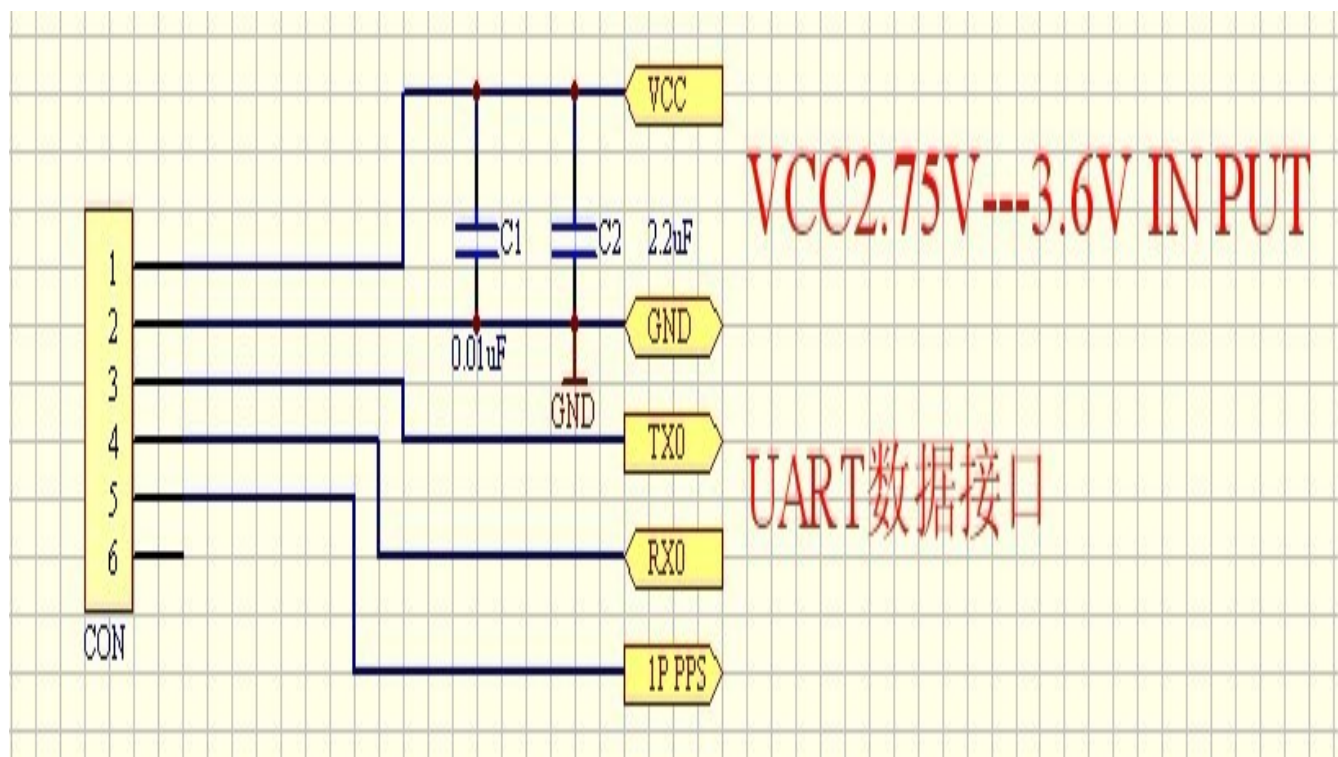 VCC
VCC2.75V---3.6V IN PUT
1
C1
C2 2.2uF
2
GND
0.01uF
3
GND
4
TX0
UART数据接口
5
6
RX0
CON
1P PPS